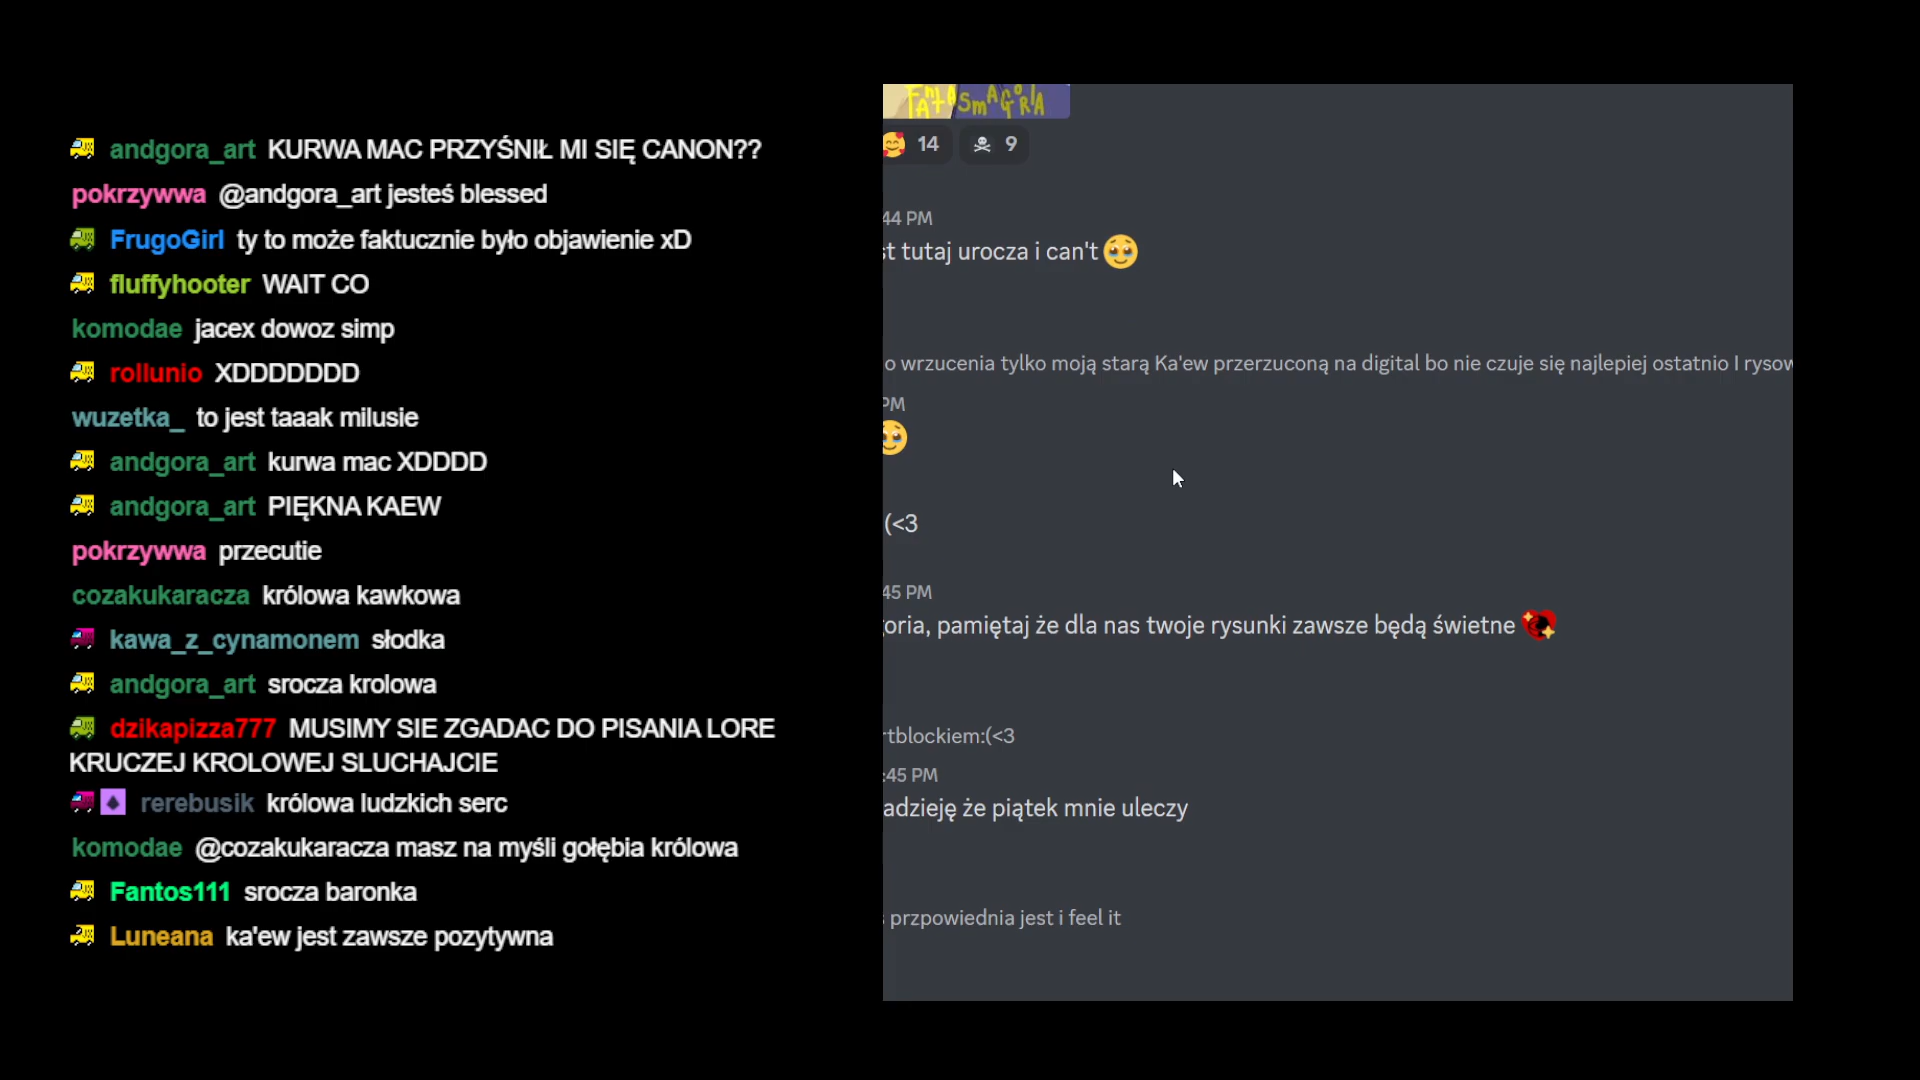 andgora_art KURWA MAC PRZYŚNIŁ MI SIĘ CANON??
pokrzywwa @andgora_art jesteś blessed
FrugoGirl ty to może faktucznie było objawienie xD
fluffyhooter WAIT CO
komodae jacex dowoz simp
rollunio XDDDDDDD
wuzetka_ to jest taaak milusie
andgora_art kurwa mac XDDDD
andgora_art PIĘKNA KAEW
pokrzywwa przecutie
cozakukaracza królowa kawkowa
kawa_z_cynamonem słodka
andgora_art srocza krolowa
dzikapizza777 MUSIMY SIE ZGADAC DO PISANIA LORE
KRUCZEJ KROLOWEJ SLUCHAJCIE
rerebusik królowa ludzkich serc
komodae @cozakukaracza masz na myśli gołębia królowa
Fantos111 srocza baronka
Luneana ka'ew jest zawsze pozytywna
FAntASmAGoRIA
14 9
44 PM
st tutaj urocza i can't
o wrzucenia tylko moją starą Ka'ew przerzuconą na digital bo nie czuje się najlepiej ostatnio I rysow
PM
(<3
45 PM
oria, pamiętaj że dla nas twoje rysunki zawsze będą świetne
rtblockiem:(<3
:45 PM
adzieję że piątek mnie uleczy
przpowiednia jest i feel it